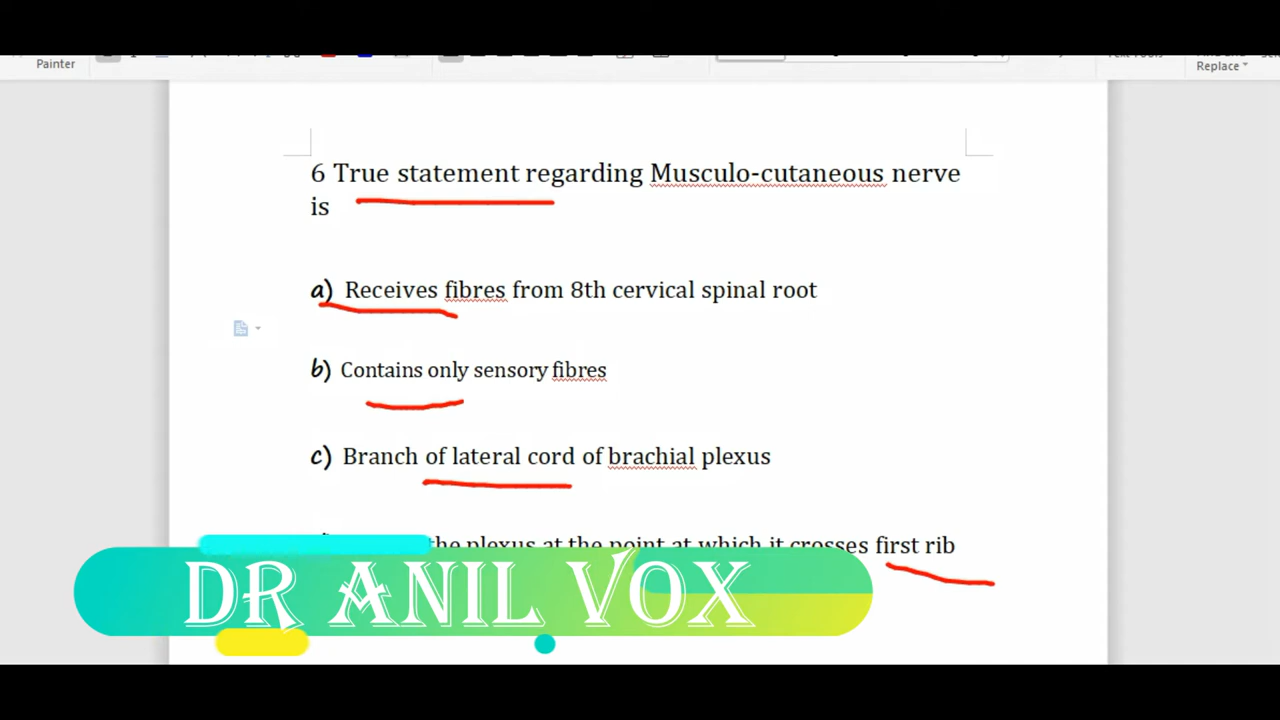 Painter
Replace
6 True statement regarding Musculo-cutaneous nerve
is
a) Receives fibres from 8th cervical spinal root
b) Contains only sensory fibres
c) Branch of lateral cord of brachial plexus
the plexus at the point at which it crosses first rib
DR ANIL VOX